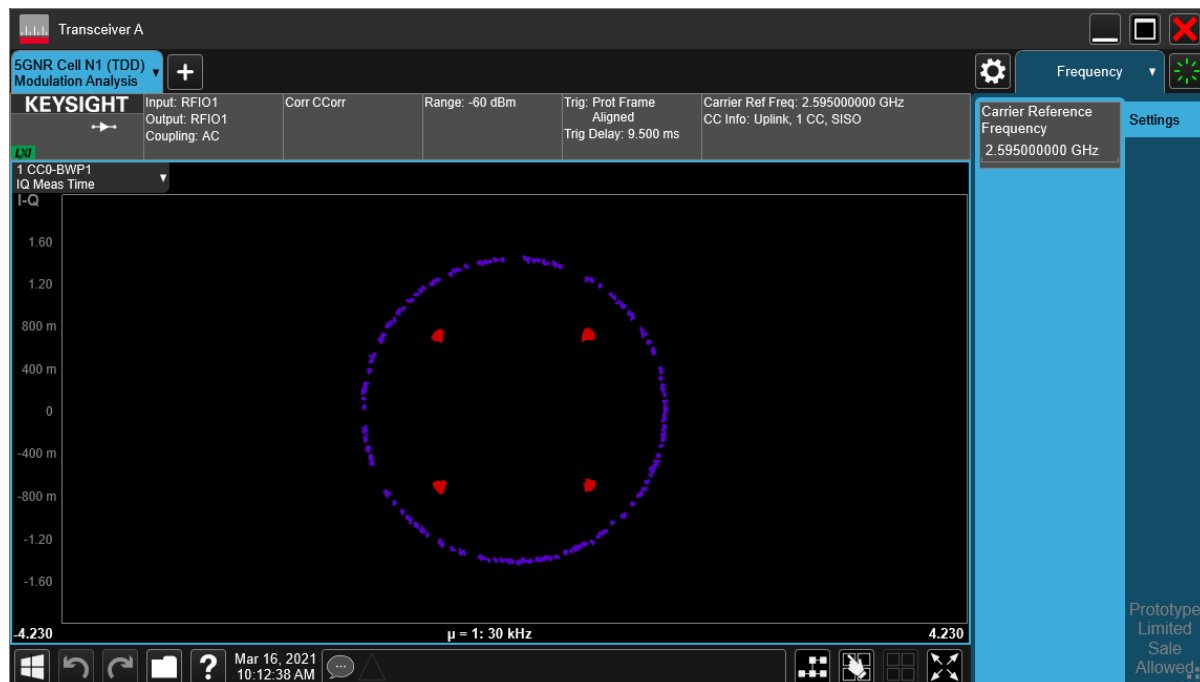 Transceiver A
5GNR Cell N1 (TDD)
Modulation Analysis
Frequency
KEYSIGHT
LXI
Input: RFIO1
Output: RFIO1
Coupling: AC
Corr CCorr
Range: -60 dBm
Trig: Prot Frame
Aligned
Trig Delay: 9.500 ms
Carrier Ref Freq: 2.595000000 GHz
CC Info: Uplink, 1 CC, SISO
Carrier Reference
Frequency
2.595000000 GHz
Settings
1 CC0-BWP1
IQ Meas Time
I-Q
1.60
1.20
800 m
400 m
0
-400 m
-800 m
-1.20
-1.60
-4.230
μ = 1: 30 kHz
4.230
Prototype
Limited
Sale
Allowed
?
Mar 16, 2021
10:12:38 AM